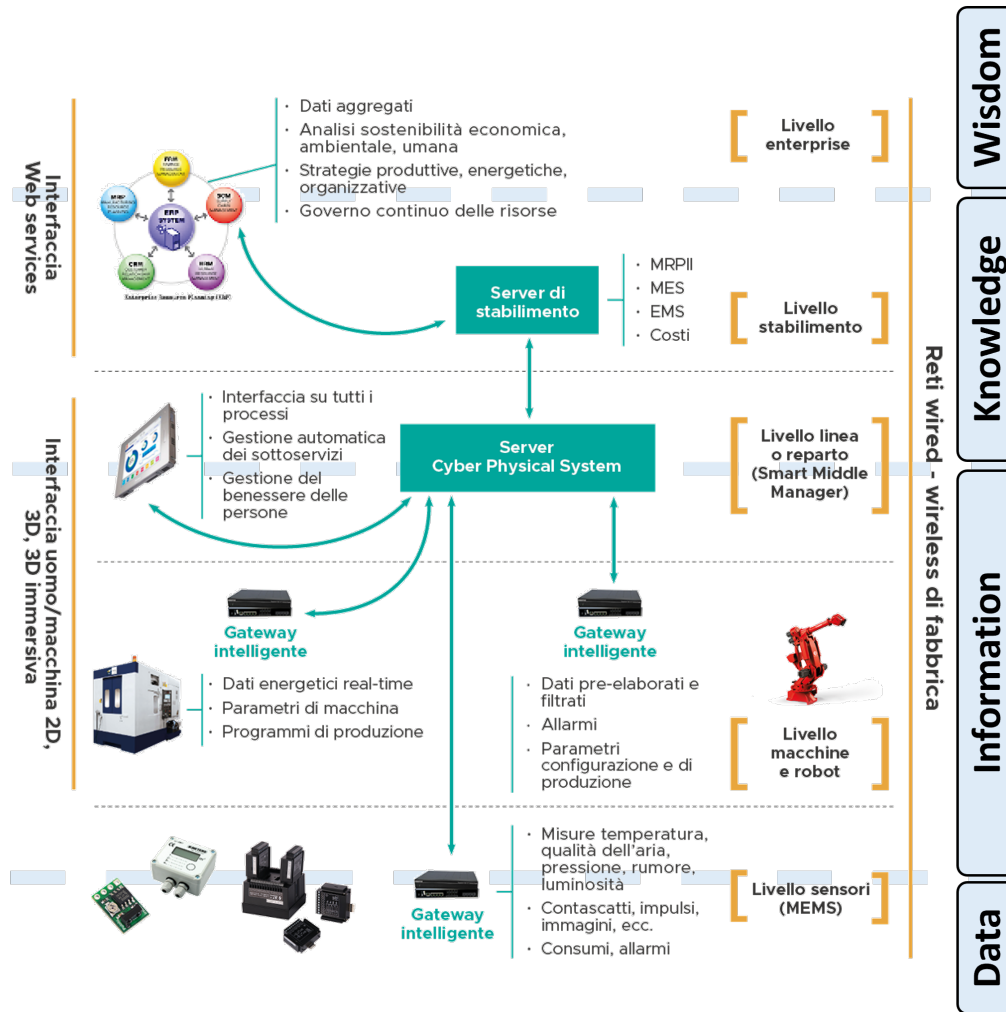 Wisdom
Knowledge
Information
Data
Interfaccia
Web services
ERP
SYSTEM
MRP
CRM
HRM
· Dati aggregati
· Analisi sostenibilità economica,
ambientale, umana
· Strategie produttive, energetiche,
organizzative
· Governo continuo delle risorse
Livello
enterprise
Server di
stabilimento
· MRPII
· MES
· EMS
· Costi
Livello
stabilimento
Reti wired - wireless di fabbrica
Interfaccia uomo/macchina 2D,
3D, 3D immersiva
· Interfaccia su tutti i
processi
· Gestione automatica
dei sottoservizi
· Gestione del
benessere delle
persone
Server
Cyber Physical System
Livello linea
o reparto
(Smart Middle
Manager)
Gateway
intelligente
· Dati energetici real-time
· Parametri di macchina
· Programmi di produzione
Gateway
intelligente
· Dati pre-elaborati e
filtrati
· Allarmi
· Parametri
configurazione e di
produzione
Livello
macchine
e robot
Gateway
intelligente
· Misure temperatura,
qualità dell'aria,
pressione, rumore,
luminosità
· Contascatti, impulsi,
immagini, ecc.
· Consumi, allarmi
Livello sensori
(MEMS)